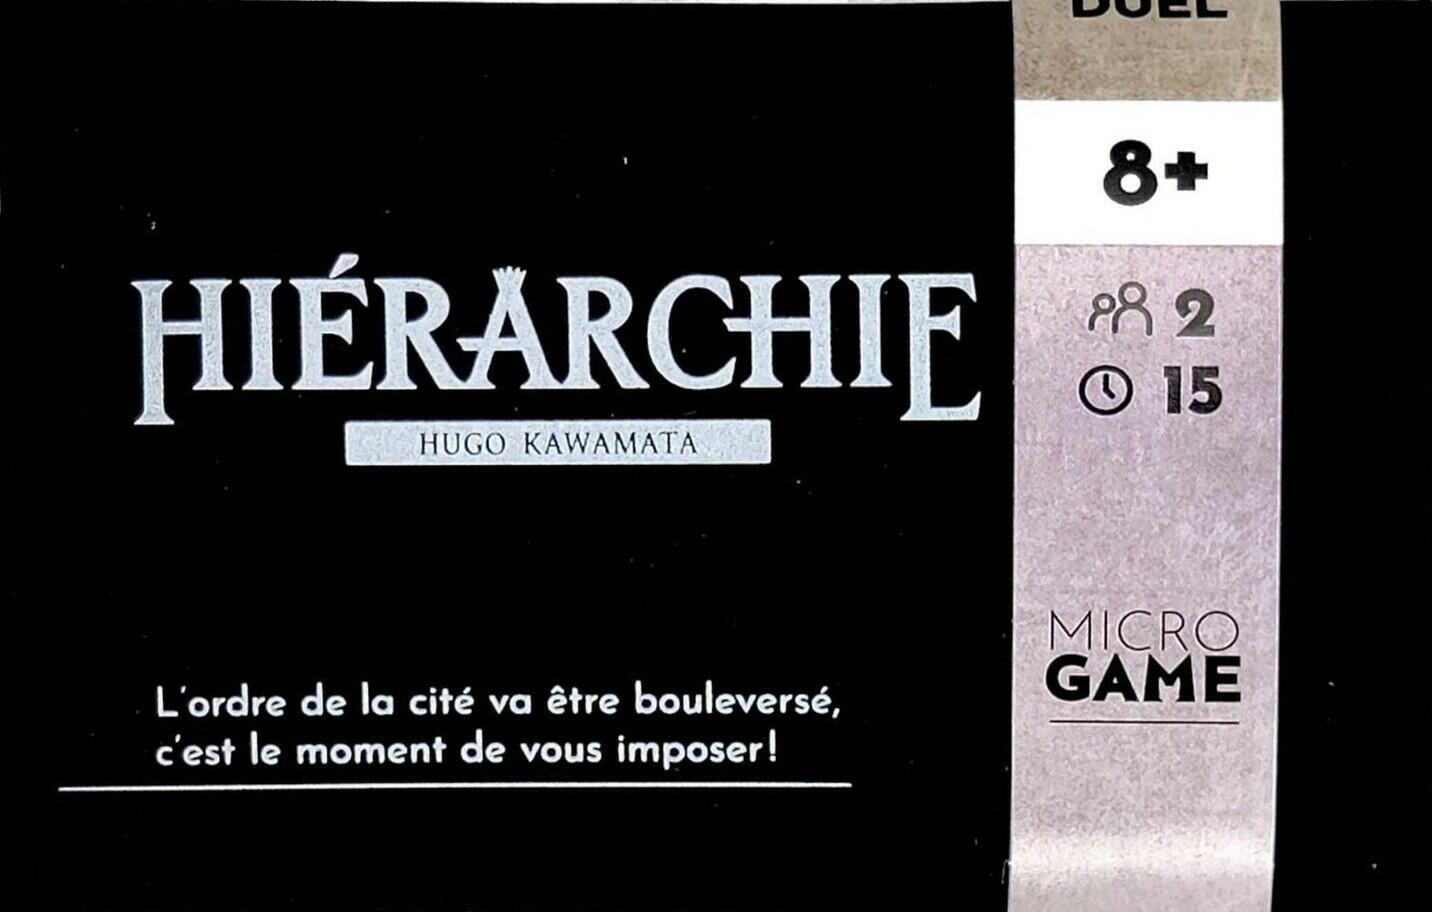 DUEL
8+
HIÉRARCHIE
HUGO KAWAMATA
2
15
MICRO
GAME
L'ordre de la cité va être bouleversé,
c'est le moment de vous imposer!